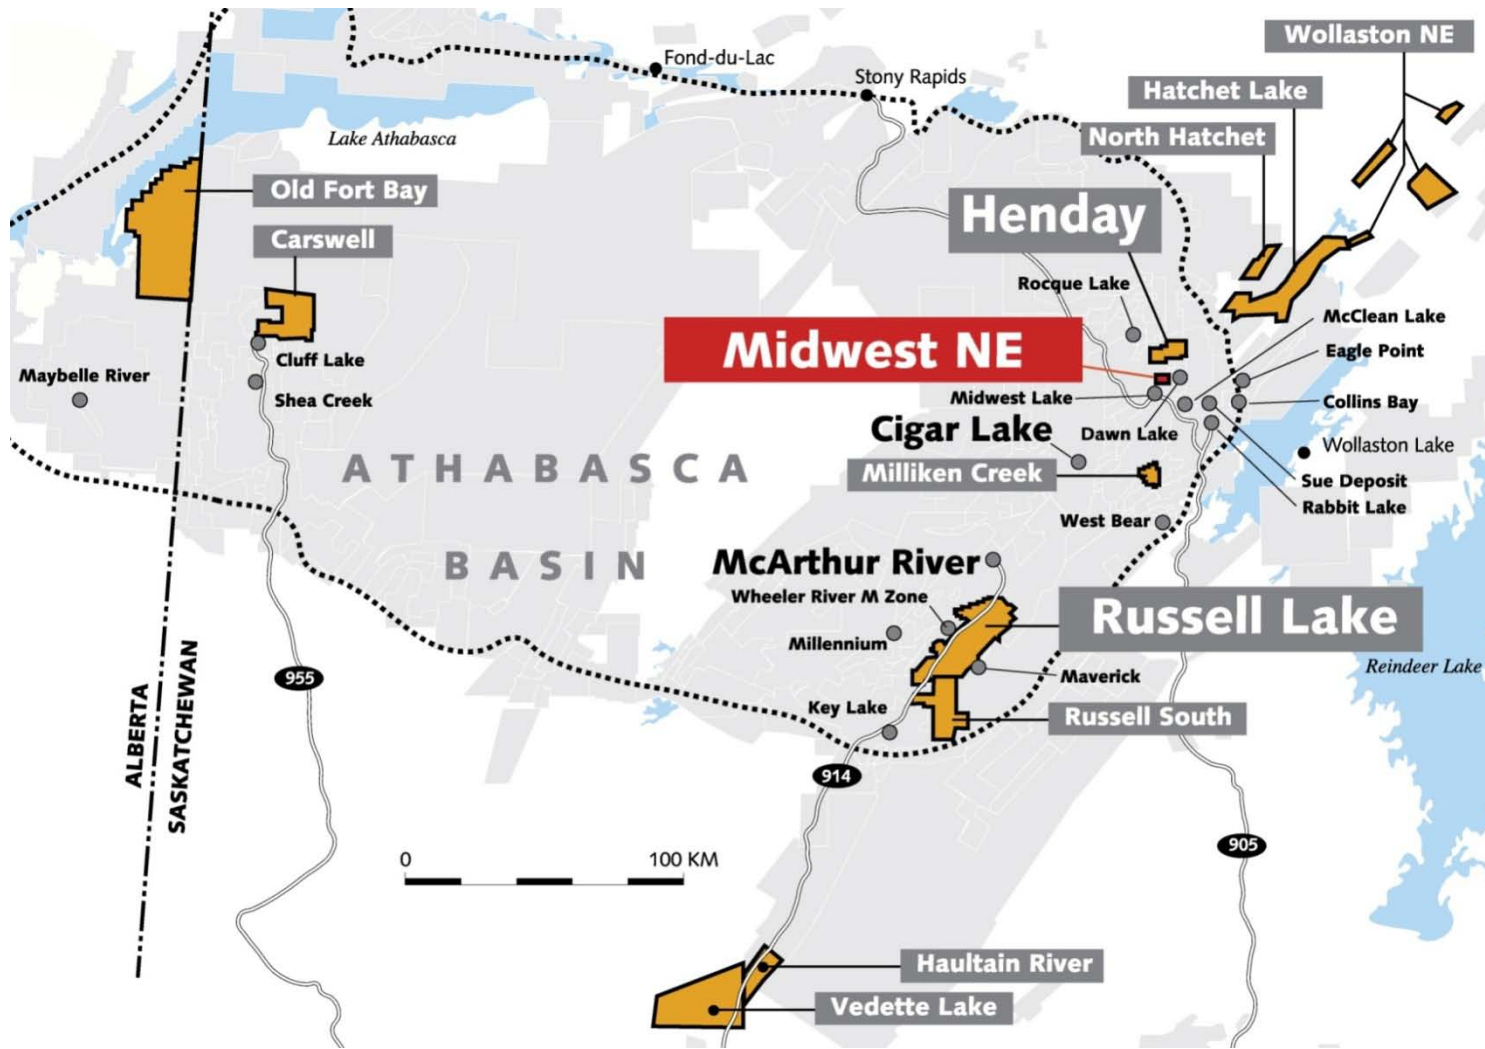 Wollaston NE
Fond-du-Lac
Stony Rapids
Hatchet Lake
Lake Athabasca
North Hatchet
Old Fort Bay
Henday
Carswell
Rocque Lake
McClean Lake
Midwest NE
Eagle Point
Cluff Lake
Maybelle River
Shea Creek
Midwest Lake
Collins Bay
Cigar Lake
Dawn Lake
Wollaston Lake
ATHABASCA
Milliken Creek
Sue Deposit
Rabbit Lake
West Bear
BASIN
McArthur River
Wheeler River M Zone
Russell Lake
Millennium
Reindeer Lake
955
Maverick
Key Lake
Russell South
ALBERTA
SASKATCHEWAN
914
905
0 100 KM
Haultain River
Vedette Lake